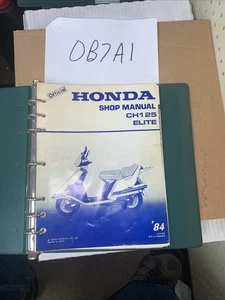 OB7A1
Official
HONDA
SHOP MANUAL
CH125
ELITE
'84